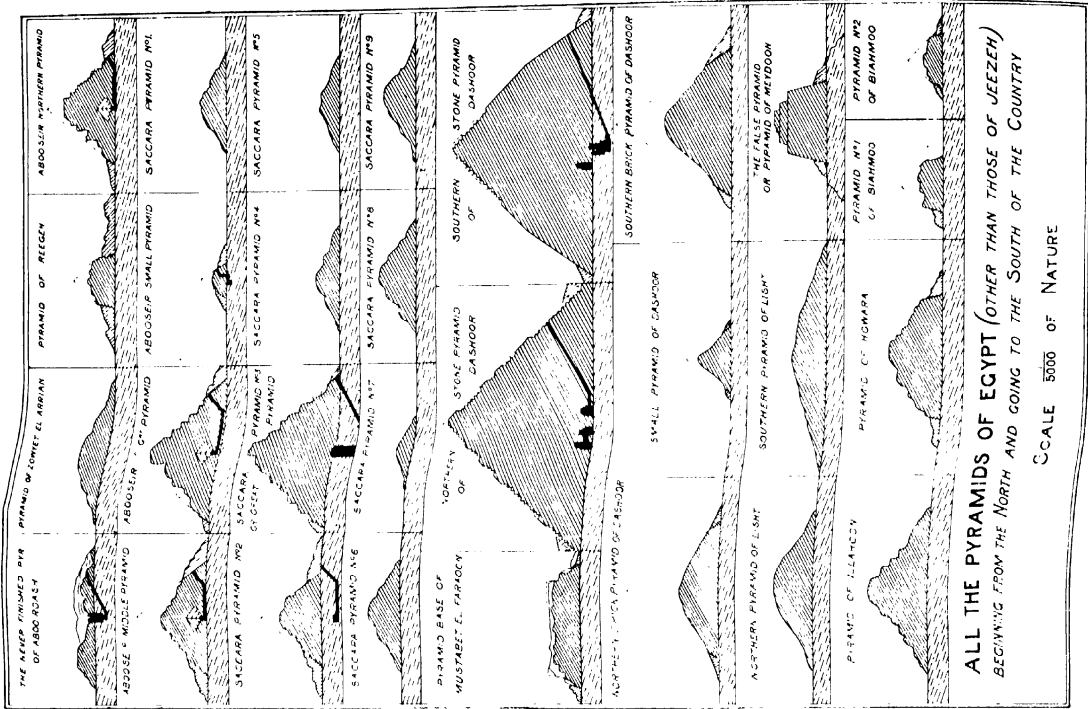 THE NEVER FINISHED PYR
OF ABOO ROASH
PYRAMID OF ZOWYET EL ARRIAN
PYRAMID OF REEGEH
ABOOSEIR NORTHERN PYRAMID
ABOOSEIR MIDDLE PYRAMID
ABOOSEIR Gᵀ PYRAMID
ABOOSEIR SMALL PYRAMID
SACCARA PYRAMID Nº1.
SACCARA PYRAMID Nº2
SACCARA PYRAMID Nº3
OR GREAT PYRAMID
SACCARA PYRAMID Nº4
SACCARA PYRAMID Nº5
SACCARA PYRAMID Nº6
SACCARA PYRAMID Nº7
SACCARA PYRAMID Nº8
SACCARA PYRAMID Nº9
PYRAMID BASE OF
MUSTABET EL FARAOON
NORTHERN STONE PYRAMID
OF DASHOOR
SOUTHERN STONE PYRAMID
OF DASHOOR
NORTHERN BRICK PYRAMID OF DASHOOR
SMALL PYRAMID OF DASHOOR
SOUTHERN BRICK PYRAMID OF DASHOOR
NORTHERN PYRAMID OF LISHT
SOUTHERN PYRAMID OF LISHT
THE FALSE PYRAMID
OR PYRAMID OF MEYDOON
PYRAMID OF ILLAHOON
PYRAMID OF HOWARA
PYRAMID Nº1
OF BIAHMOO
PYRAMID Nº2
OF BIAHMOO
ALL THE PYRAMIDS OF EGYPT (OTHER THAN THOSE OF JEEZEH)
BEGINNING FROM THE NORTH AND GOING TO THE SOUTH OF THE COUNTRY
SCALE 5000 OF NATURE